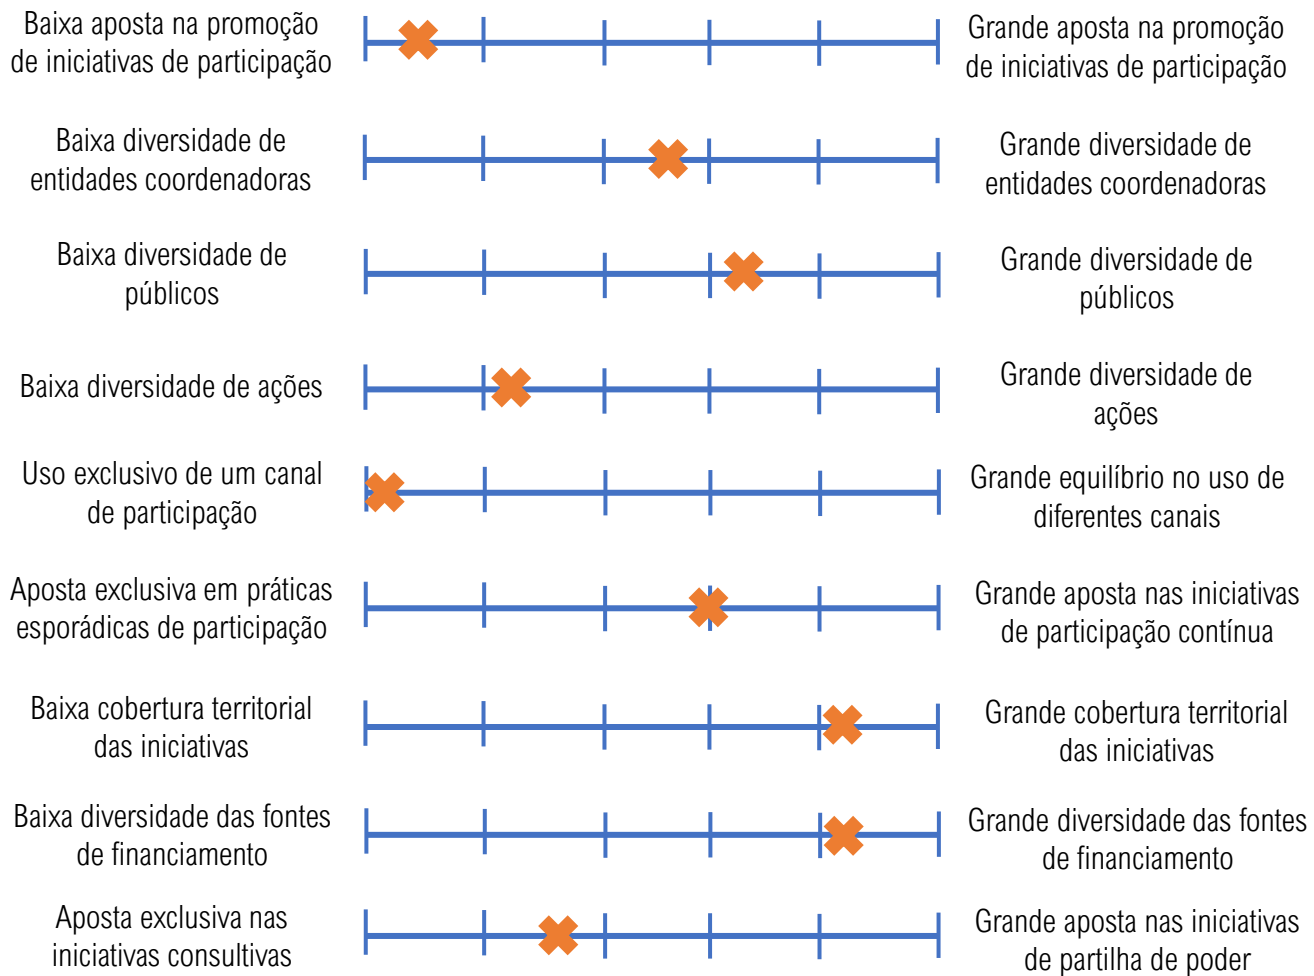 Baixa aposta na promoção
de iniciativas de participação
Grande aposta na promoção
de iniciativas de participação
Baixa diversidade de
entidades coordenadoras
Grande diversidade de
entidades coordenadoras
Baixa diversidade de
públicos
Grande diversidade de
públicos
Baixa diversidade de ações
Grande diversidade de
ações
Uso exclusivo de um canal
de participação
Grande equilíbrio no uso de
diferentes canais
Aposta exclusiva em práticas
esporádicas de participação
Grande aposta nas iniciativas
de participação contínua
Baixa cobertura territorial
das iniciativas
Grande cobertura territorial
das iniciativas
Baixa diversidade das fontes
de financiamento
Grande diversidade das fontes
de financiamento
Aposta exclusiva nas
iniciativas consultivas
Grande aposta nas iniciativas
de partilha de poder